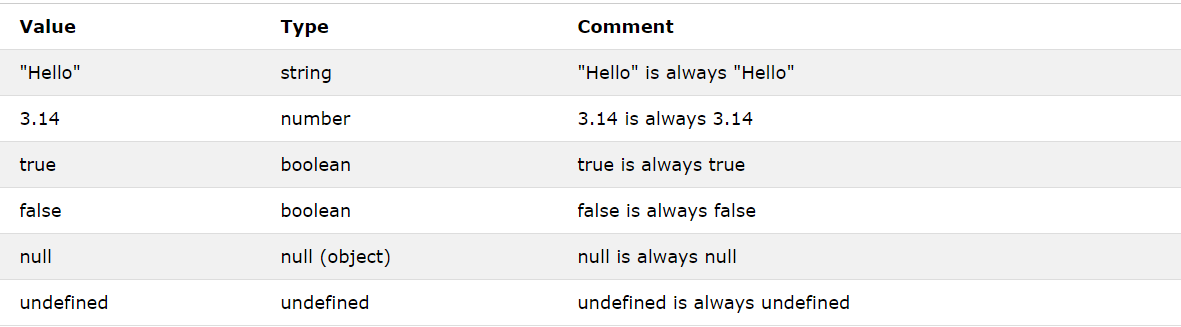 Value Type Comment
"Hello" string "Hello" is always "Hello"
3.14 number 3.14 is always 3.14
true boolean true is always true
false boolean false is always false
null null (object) null is always null
undefined undefined undefined is always undefined